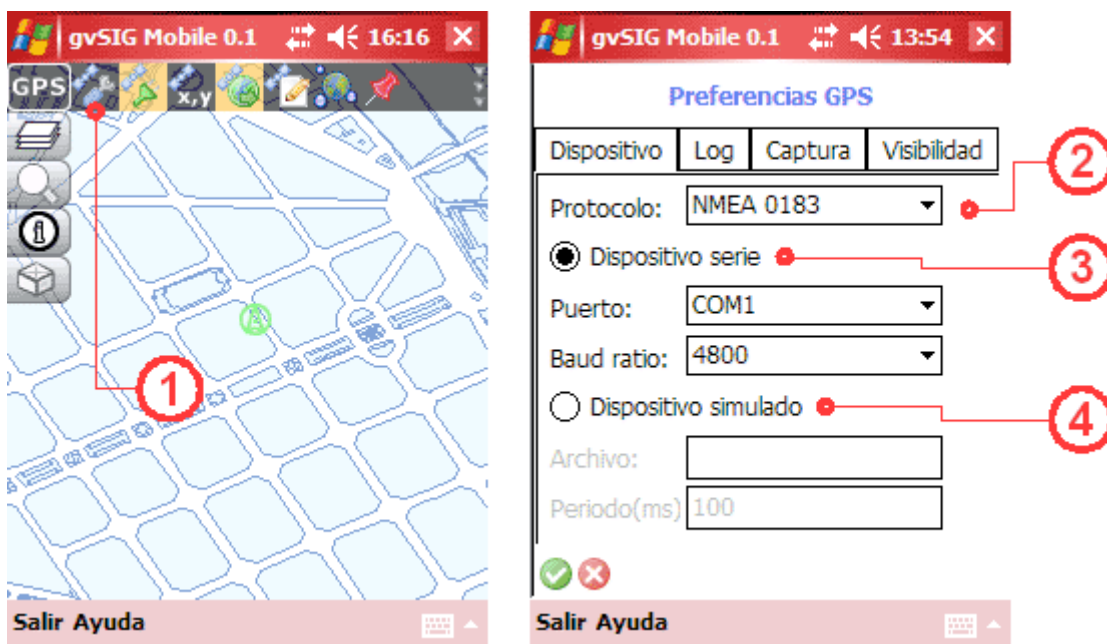 gvSIG Mobile 0.1 16:16
GPS x,y
1
Salir Ayuda
gvSIG Mobile 0.1 13:54
Preferencias GPS
Dispositivo Log Captura Visibilidad
2
Protocolo: NMEA 0183
Dispositivo serie
3
Puerto: COM1
Baud ratio: 4800
Dispositivo simulado
4
Archivo:
Periodo(ms) 100
Salir Ayuda